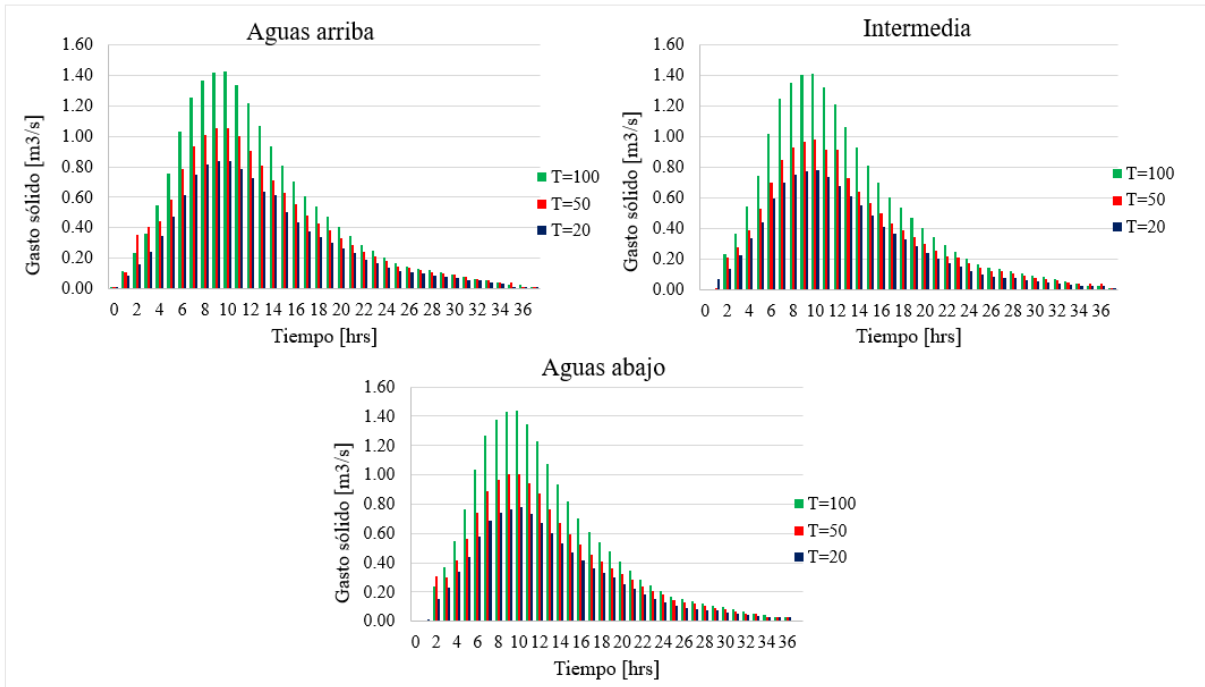 Aguas arriba
1.60
1.40
1.20
1.00
0.80
0.60
0.40
0.20
0.00
Gasto sólido [m3/s]
0 2 4 6 8 10 12 14 16 18 20 22 24 26 28 30 32 34 36
Tiempo [hrs]
T=100
T=50
T=20
Intermedia
1.60
1.40
1.20
1.00
0.80
0.60
0.40
0.20
0.00
Gasto sólido [m3/s]
0 2 4 6 8 10 12 14 16 18 20 22 24 26 28 30 32 34 36
Tiempo [hrs]
T=100
T=50
T=20
Aguas abajo
1.60
1.40
1.20
1.00
0.80
0.60
0.40
0.20
0.00
Gasto sólido [m3/s]
0 2 4 6 8 10 12 14 16 18 20 22 24 26 28 30 32 34 36
Tiempo [hrs]
T=100
T=50
T=20